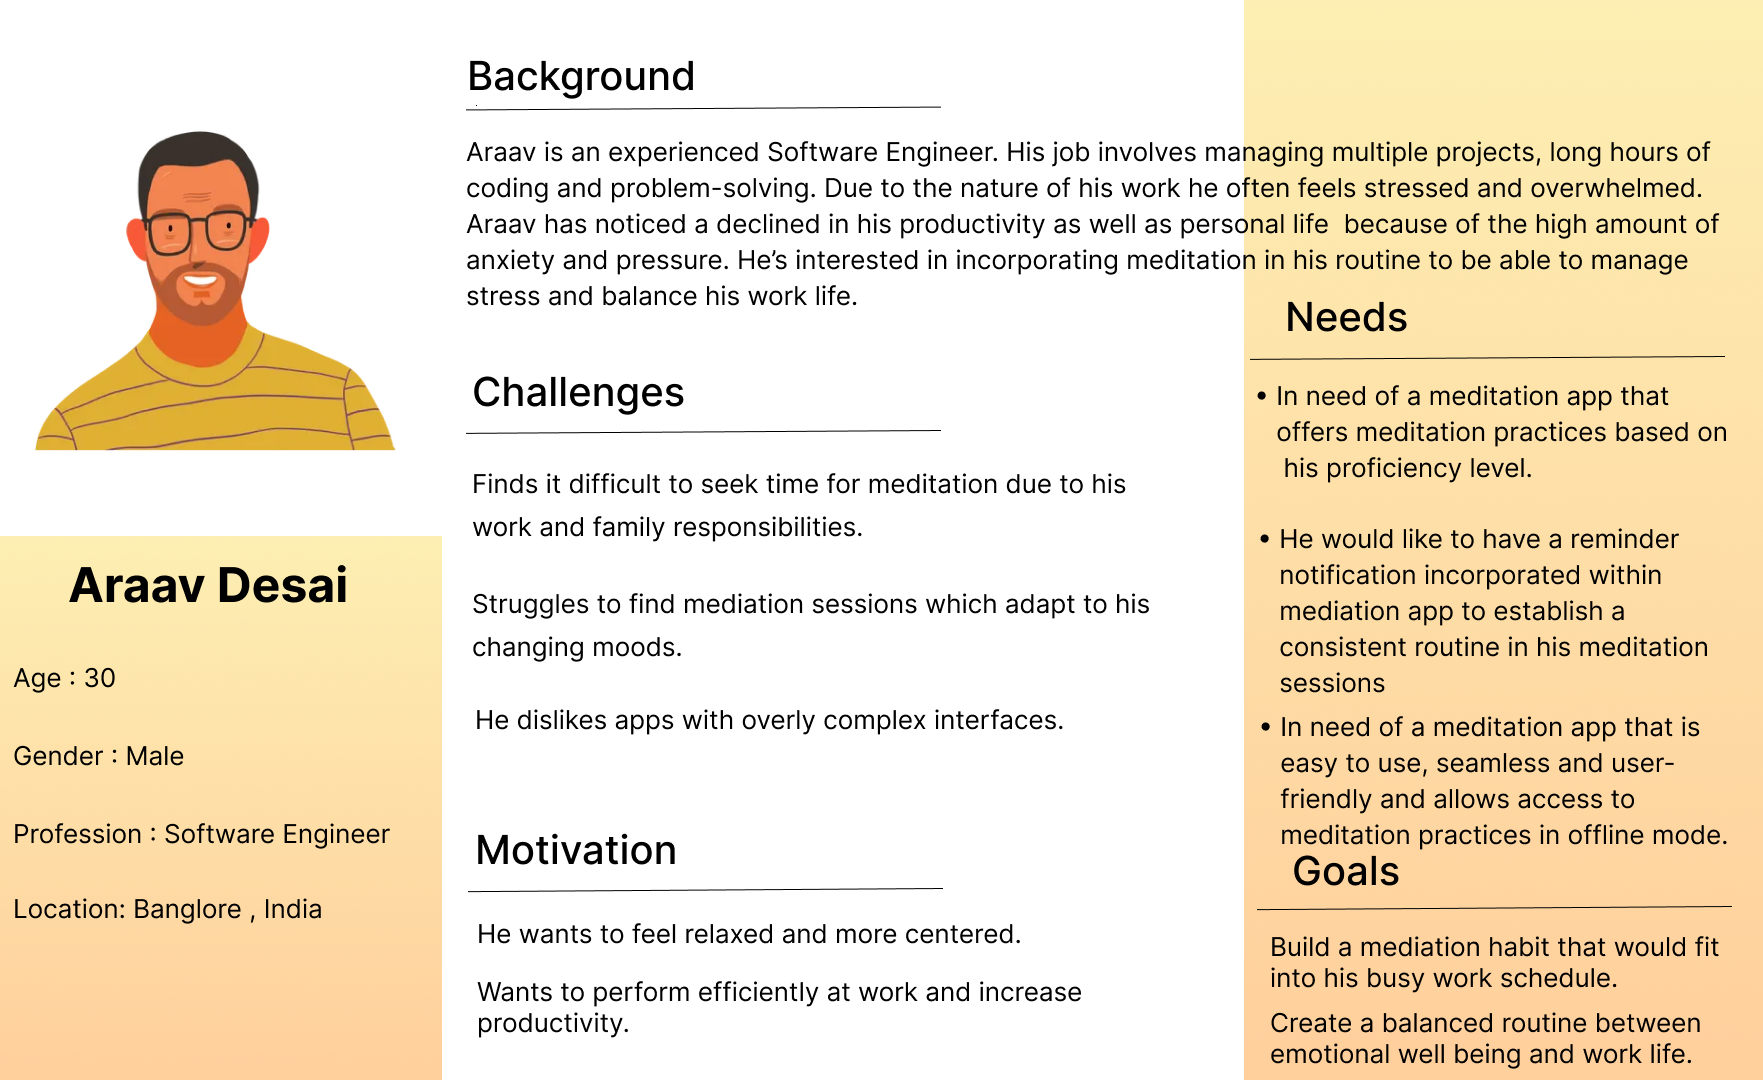 Background
Araav is an experienced Software Engineer. His job involves managing multiple projects, long hours of
coding and problem-solving. Due to the nature of his work he often feels stressed and overwhelmed.
Araav has noticed a declined in his productivity as well as personal life  because of the high amount of
anxiety and pressure. He’s interested in incorporating meditation in his routine to be able to manage
stress and balance his work life.
Challenges
Finds it difficult to seek time for meditation due to his
work and family responsibilities.
Struggles to find mediation sessions which adapt to his
changing moods.
He dislikes apps with overly complex interfaces.
Motivation
He wants to feel relaxed and more centered.
Wants to perform efficiently at work and increase
productivity.
Araav Desai
Age : 30
Gender : Male
Profession : Software Engineer
Location: Banglore , India
Needs
• In need of a meditation app that
offers meditation practices based on
his proficiency level.
• He would like to have a reminder
notification incorporated within
mediation app to establish a
consistent routine in his meditation
sessions
• In need of a meditation app that is
easy to use, seamless and user-
friendly and allows access to
meditation practices in offline mode.
Goals
Build a mediation habit that would fit
into his busy work schedule.
Create a balanced routine between
emotional well being and work life.